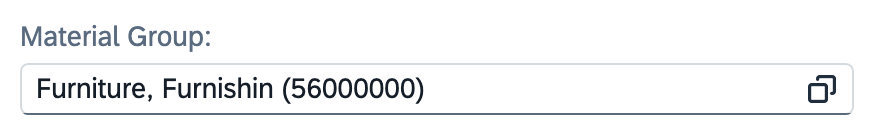 Material Group:
Furniture, Furnishin (56000000)